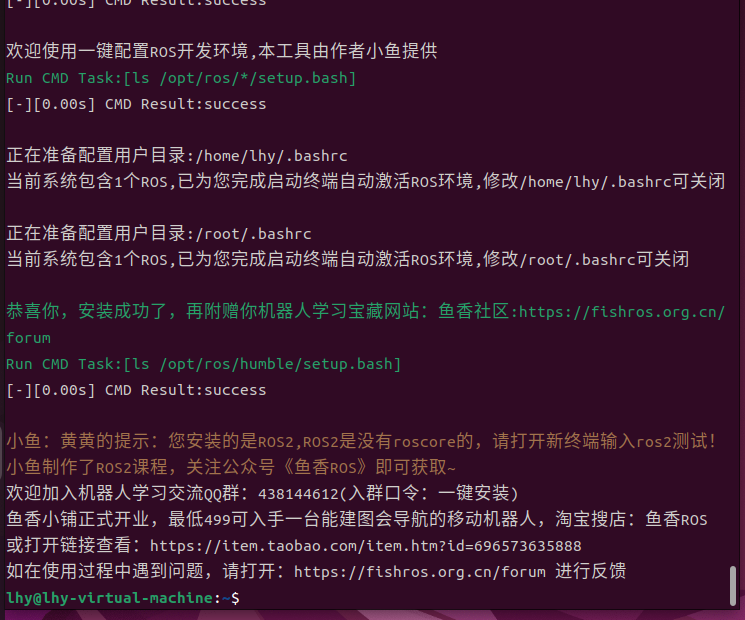 [-][0.00s] CMD Result:success
欢迎使用一键配置ROS开发环境,本工具由作者小鱼提供
Run CMD Task:[ls /opt/ros/*/setup.bash]
[-][0.00s] CMD Result:success
正在准备配置用户目录:/home/lhy/.bashrc
当前系统包含1个ROS,已为您完成启动终端自动激活ROS环境,修改/home/lhy/.bashrc可关闭
正在准备配置用户目录:/root/.bashrc
当前系统包含1个ROS,已为您完成启动终端自动激活ROS环境,修改/root/.bashrc可关闭
恭喜你，安装成功了，再附赠你机器人学习宝藏网站：鱼香社区:https://fishros.org.cn/
forum
Run CMD Task:[ls /opt/ros/humble/setup.bash]
[-][0.00s] CMD Result:success
小鱼：黄黄的提示：您安装的是ROS2,ROS2是没有roscore的，请打开新终端输入ros2测试！
小鱼制作了ROS2课程，关注公众号《鱼香ROS》即可获取~
欢迎加入机器人学习交流QQ群：438144612(入群口令：一键安装)
鱼香小铺正式开业，最低499可入手一台能建图会导航的移动机器人，淘宝搜店：鱼香ROS
或打开链接查看：https://item.taobao.com/item.htm?id=696573635888
如在使用过程中遇到问题，请打开：https://fishros.org.cn/forum 进行反馈
lhy@lhy-virtual-machine:~$